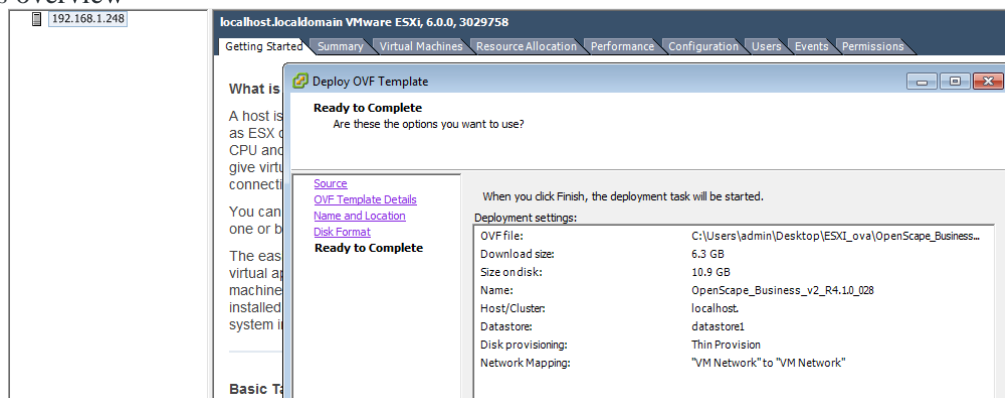 s overview
192.168.1.248
localhost.localdomain VMware ESXi, 6.0.0, 3029758
Getting Started Summary Virtual Machines Resource Allocation Performance Configuration Users Events Permissions
What is
A host is
as ESX
CPU and
give virtu
connecti
You can
one or b
The eas
virtual
machine
installed
system i
Basic Ta
Deploy OVF Template
Ready to Complete
Are these the options you want to use?
Source
OVF Template Details
Name and Location
Disk Format
Ready to Complete
When you click Finish, the deployment task will be started.
Deployment settings:
OVF file: C:\Users\admin\Desktop\ESXI_ova\OpenScape_Business...
Download size: 6.3 GB
Size on disk: 10.9 GB
Name: OpenScape_Business_v2_R4.1.0_028
Host/Cluster: localhost.
Datastore: datastore1
Disk provisioning: Thin Provision
Network Mapping: "VM Network" to "VM Network"